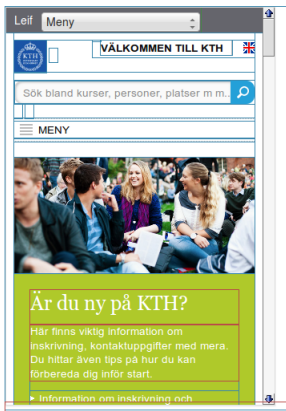 Leif Menu
KTH
VÄLKOMMEN TILL KTH
Sök bland kurser, personer, platser m m..
MENY
Är du ny på KTH?
Här finns viktig information om
inskrivning, kontaktuppgifter med mera.
Du hittar även tips på hur du kan
förbereda dig inför start.
Information om inskrivning och